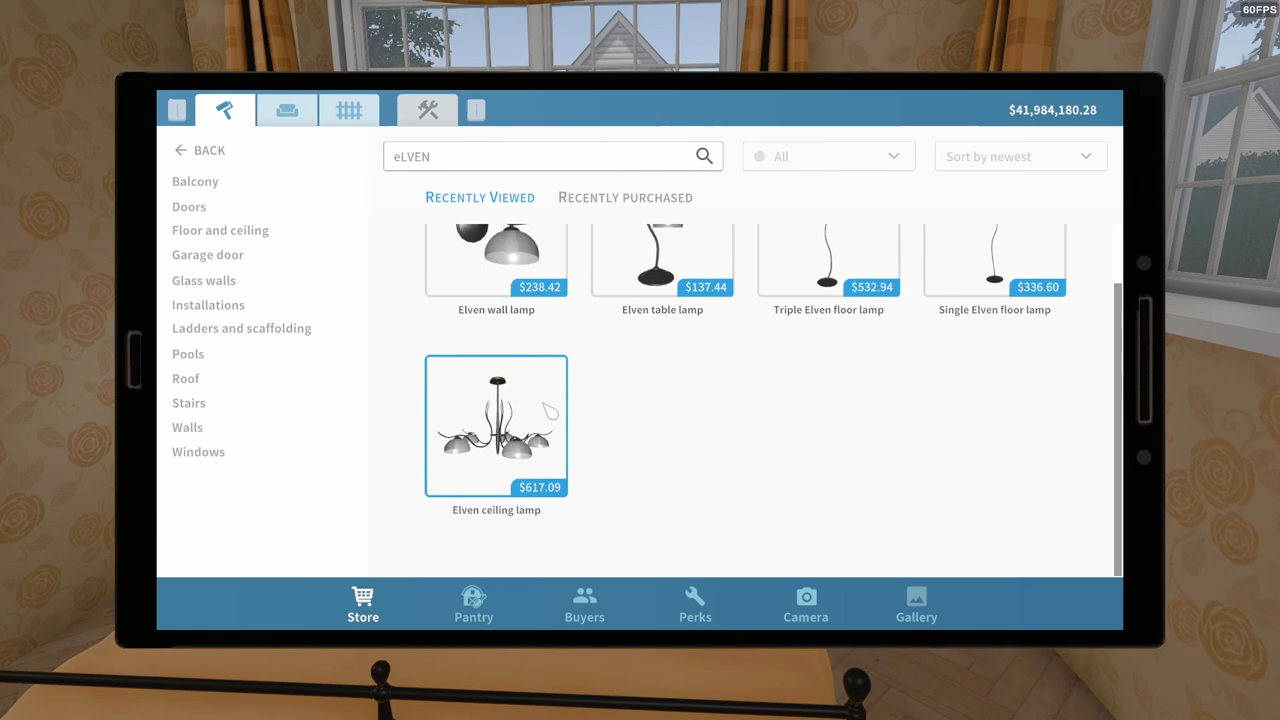 60FPS
$41,984,180.28
BACK
eLVEN
All
Sort by newest
RECENTLY VIEWED
RECENTLY PURCHASED
Balcony
Doors
Floor and ceiling
Garage door
Glass walls
Installations
Ladders and scaffolding
Pools
Roof
Stairs
Walls
Windows
$238.42
$137.44
$532.94
$336.60
Elven wall lamp
Elven table lamp
Triple Elven floor lamp
Single Elven floor lamp
$617.09
Elven ceiling lamp
Store
Pantry
Buyers
Perks
Camera
Gallery